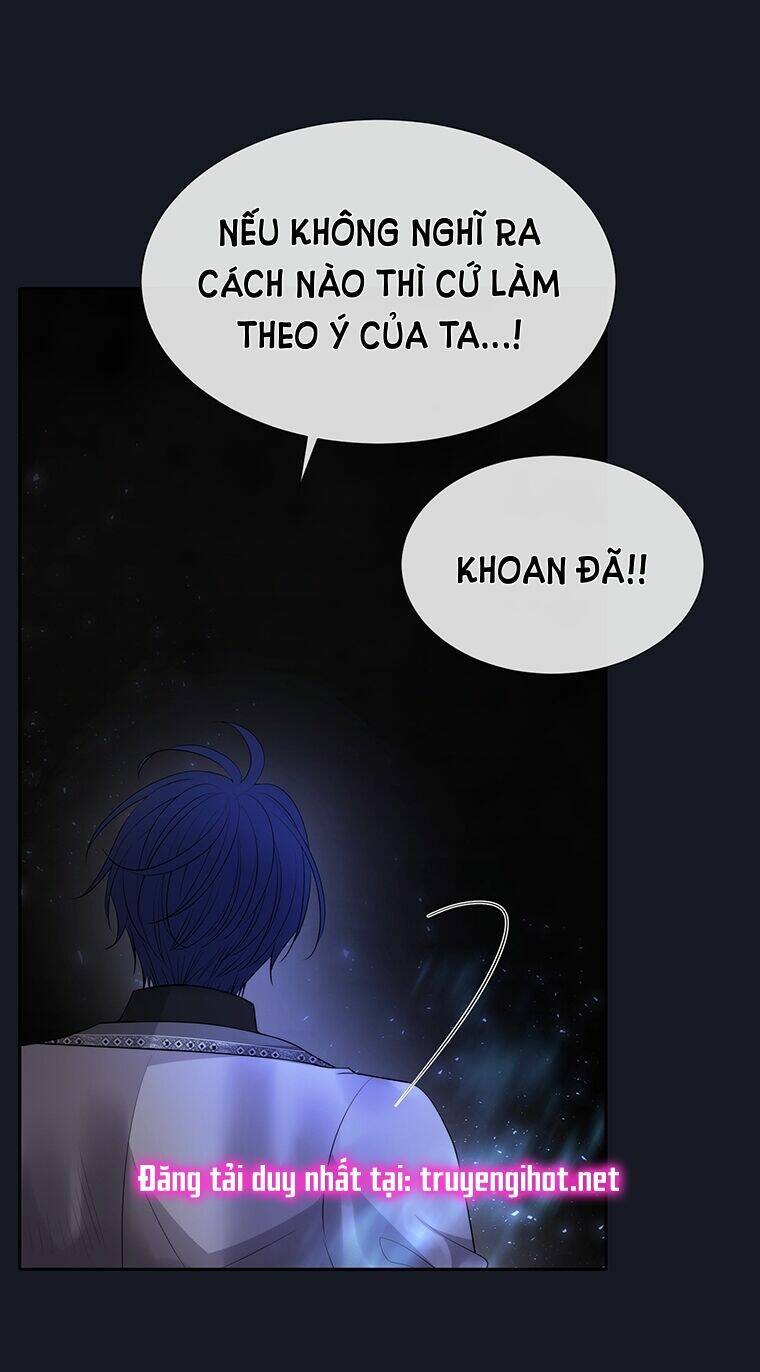 NẾU KHÔNG NGHĨ RA
CÁCH NÀO THÌ CỨ LÀM
THEO Ý CỦA TA...!
KHOAN ĐÃ!!
Đăng tải duy nhất tại: truyengihot.net